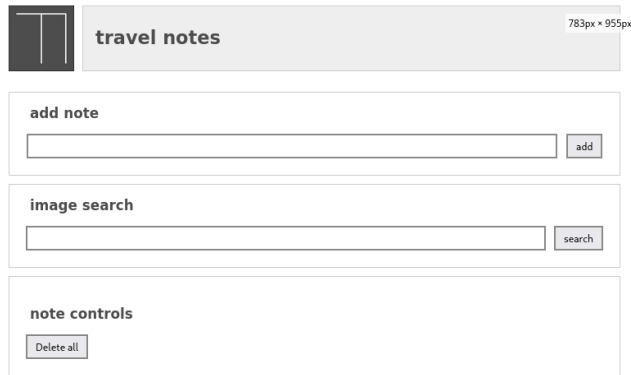 travel notes
783px × 955px
add note
add
image search
search
note controls
Delete all